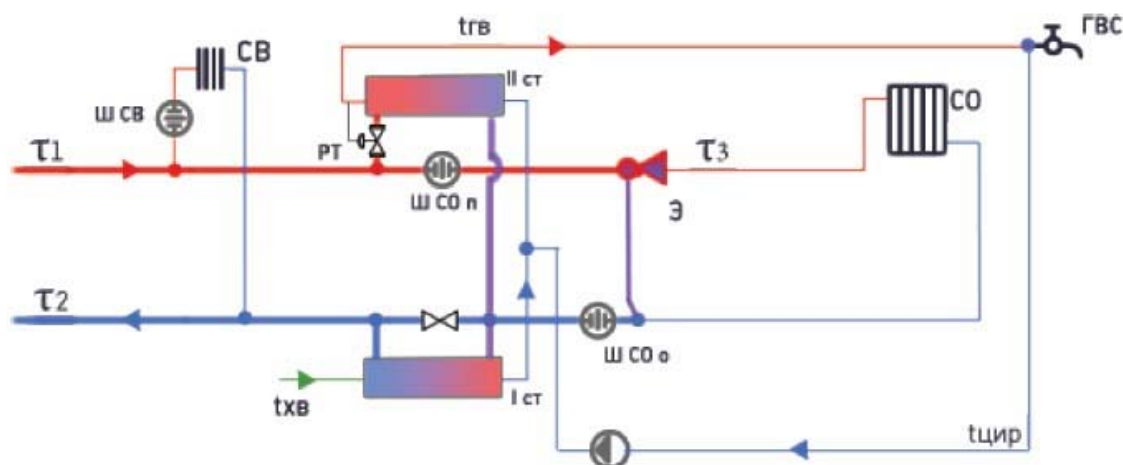 tгв
ГВС
СВ
II ст
Ш СВ
СО
τ1
РТ
τ3
Ш СО п
Э
τ2
Ш СО о
I ст
tхв
tцир